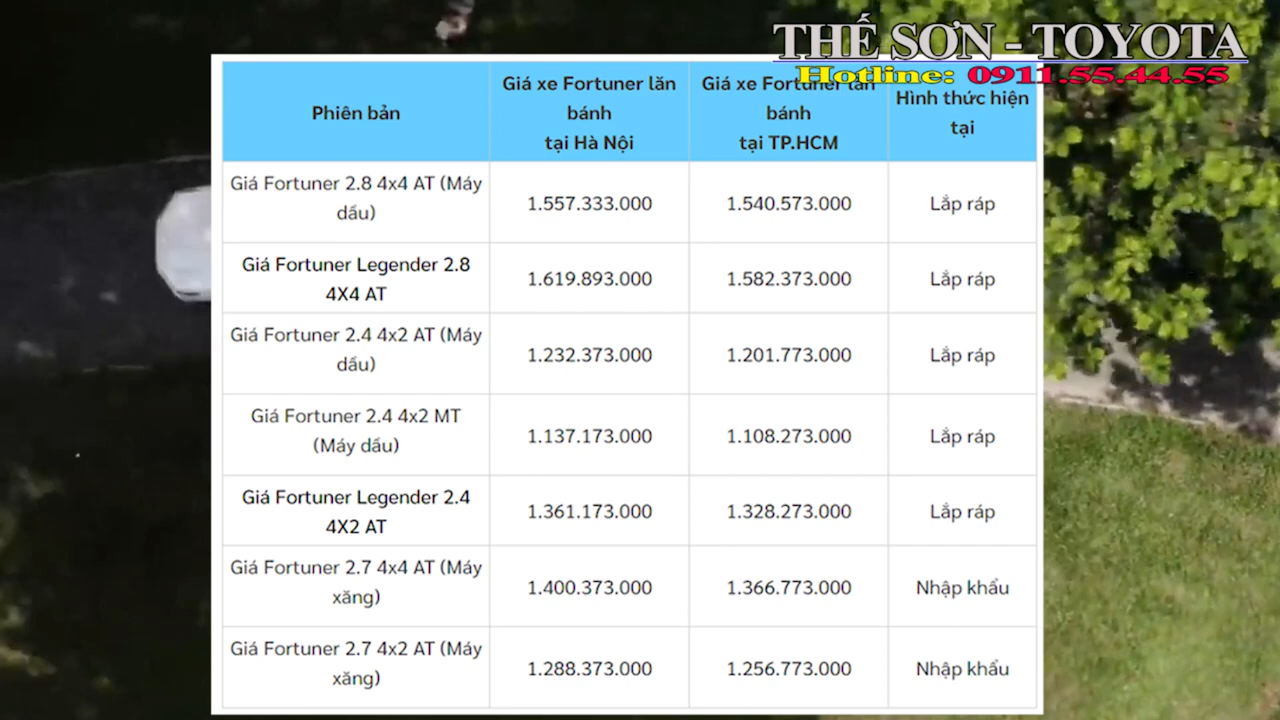 THẾ SƠN - TOYOTA
Hotline: 0911.55.44.55
Phiên bản
Giá xe Fortuner lăn
bánh
tại Hà Nội
Giá xe Fortuner lăn
bánh
tại TP.HCM
Hình thức hiện
tại
Giá Fortuner 2.8 4x4 AT (Máy
dầu)
1.557.333.000
1.540.573.000
Lắp ráp
Giá Fortuner Legender 2.8
4X4 AT
1.619.893.000
1.582.373.000
Lắp ráp
Giá Fortuner 2.4 4x2 AT (Máy
dầu)
1.232.373.000
1.201.773.000
Lắp ráp
Giá Fortuner 2.4 4x2 MT
(Máy dầu)
1.137.173.000
1.108.273.000
Lắp ráp
Giá Fortuner Legender 2.4
4X2 AT
1.361.173.000
1.328.273.000
Lắp ráp
Giá Fortuner 2.7 4x4 AT (Máy
xăng)
1.400.373.000
1.366.773.000
Nhập khẩu
Giá Fortuner 2.7 4x2 AT (Máy
xăng)
1.288.373.000
1.256.773.000
Nhập khẩu